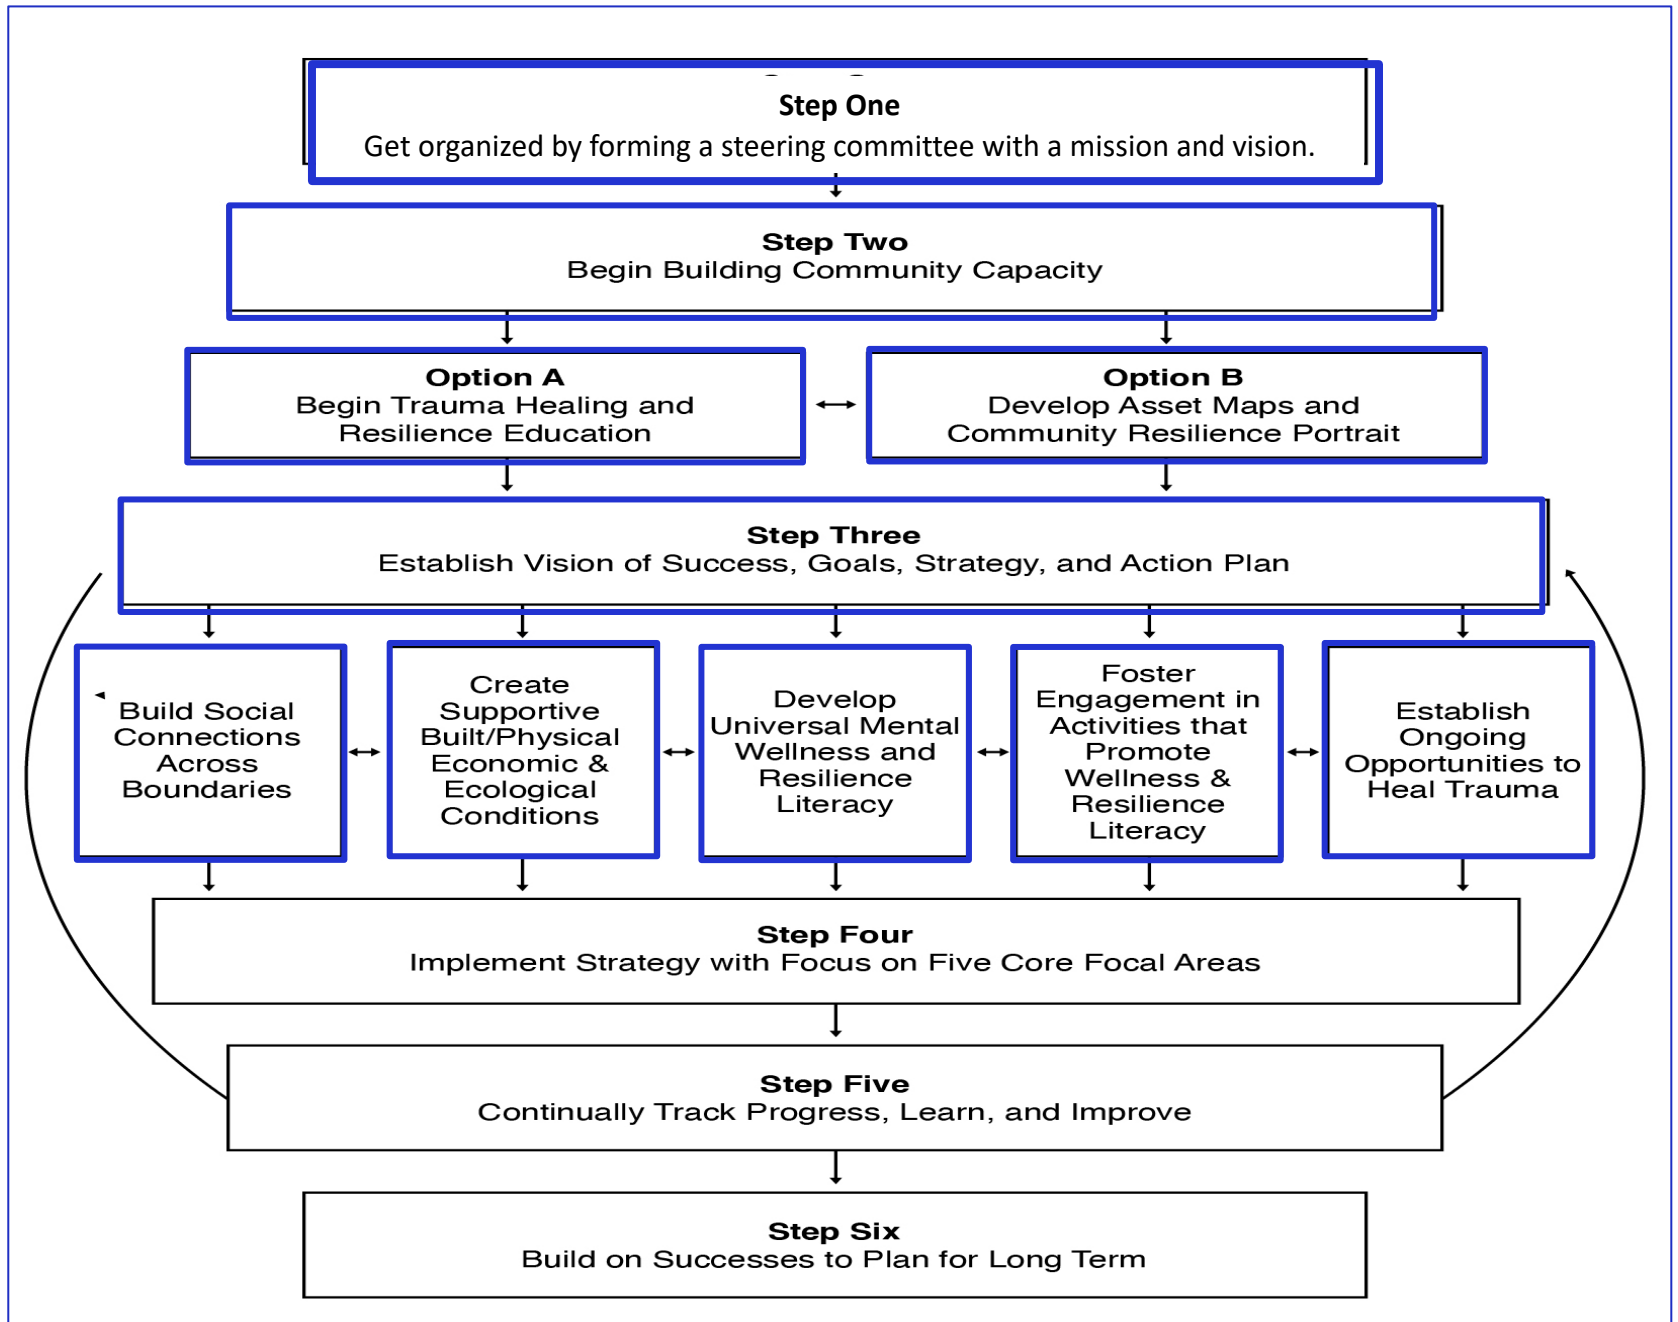 Step One
Get organized by forming a steering committee with a mission and vision.
Step Two
Begin Building Community Capacity
Option A
Begin Trauma Healing and
Resilience Education
Option B
Develop Asset Maps and
Community Resilience Portrait
Step Three
Establish Vision of Success, Goals, Strategy, and Action Plan
Build Social
Connections
Across
Boundaries
Create
Supportive
Built/Physical
Economic &
Ecological
Conditions
Develop
Universal Mental
Wellness and
Resilience
Literacy
Foster
Engagement in
Activities that
Promote
Wellness &
Resilience
Literacy
Establish
Ongoing
Opportunities to
Heal Trauma
Step Four
Implement Strategy with Focus on Five Core Focal Areas
Step Five
Continually Track Progress, Learn, and Improve
Step Six
Build on Successes to Plan for Long Term